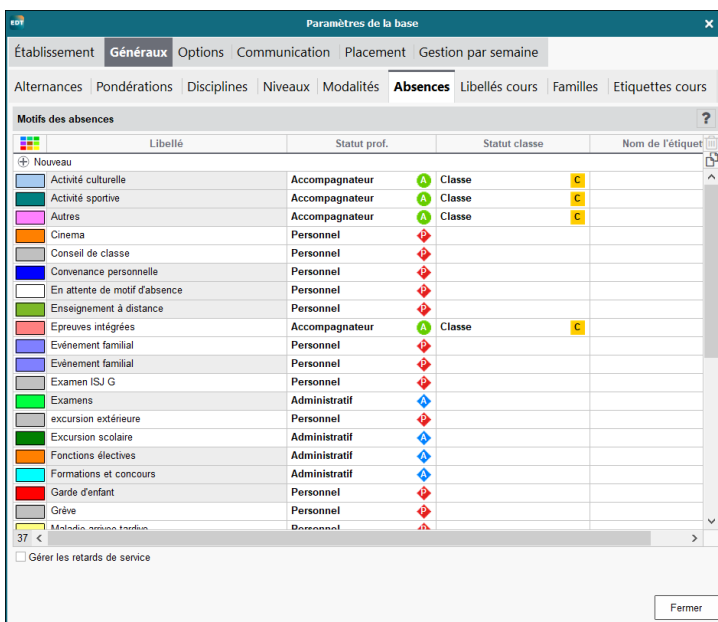 EDT Paramètres de la base
Établissement Généraux Options Communication Placement Gestion par semaine
Alternances Pondérations Disciplines Niveaux Modalités Absences Libellés cours Familles Etiquettes cours
Motifs des absences ?
Libellé Statut prof. Statut classe Nom de l'étiquet
Nouveau
Activité culturelle Accompagnateur A Classe C
Activité sportive Accompagnateur A Classe C
Autres Accompagnateur A Classe C
Cinema Personnel P
Conseil de classe Personnel P
Convenance personnelle Personnel P
En attente de motif d'absence Personnel P
Enseignement à distance Personnel P
Epreuves intégrées Accompagnateur A Classe C
Evénement familial Personnel P
Evènement familial Personnel P
Examen ISJ G Personnel P
Examens Administratif A
excursion extérieure Personnel P
Excursion scolaire Administratif A
Fonctions électives Administratif A
Formations et concours Administratif A
Garde d'enfant Personnel P
Grève Personnel P
Maladie arrivee tardive Personnel P
37
Gérer les retards de service
Fermer